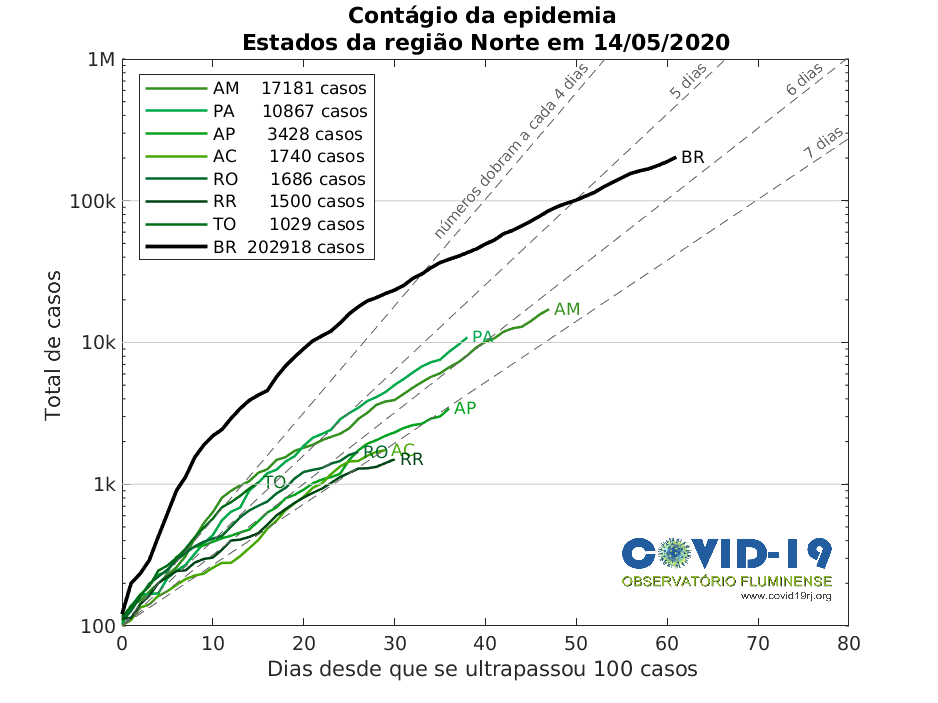 Contágio da epidemia
Estados da região Norte em 14/05/2020
1M
100k
10k
1k
100
Total de casos
AM 17181 casos
PA 10867 casos
AP 3428 casos
AC 1740 casos
RO 1686 casos
RR 1500 casos
TO 1029 casos
BR 202918 casos
números dobram a cada 4 dias
5 dias
6 dias
7 dias
BR
AM
PA
AP
RO
AC
RR
TO
COVID-19
OBSERVATÓRIO FLUMINENSE
www.covid19rj.org
0 10 20 30 40 50 60 70 80
Dias desde que se ultrapassou 100 casos